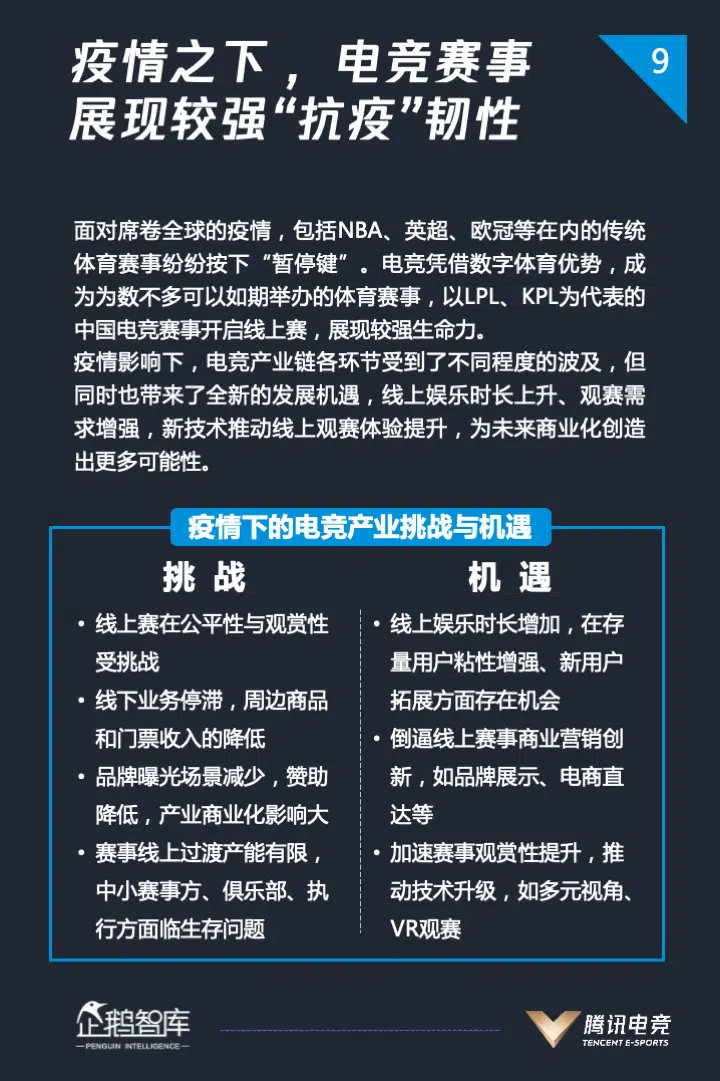 疫情之下，电竞赛事
展现较强“抗疫”韧性
9
面对席卷全球的疫情，包括NBA、英超、欧冠等在内的传统
体育赛事纷纷按下“暂停键”。电竞凭借数字体育优势，成
为为数不多可以如期举办的体育赛事，以LPL、KPL为代表的
中国电竞赛事开启线上赛，展现较强生命力。
疫情影响下，电竞产业链各环节受到了不同程度的波及，但
同时也带来了全新的发展机遇，线上娱乐时长上升、观赛需
求增强，新技术推动线上观赛体验提升，为未来商业化创造
出更多可能性。
疫情下的电竞产业挑战与机遇
挑 战
• 线上赛在公平性与观赏性
受挑战
• 线下业务停滞，周边商品
和门票收入的降低
• 品牌曝光场景减少，赞助
降低，产业商业化影响大
• 赛事线上过渡产能有限，
中小赛事方、俱乐部、执
行方面临生存问题
机 遇
• 线上娱乐时长增加，在存
量用户粘性增强、新用户
拓展方面存在机会
• 倒逼线上赛事商业营销创
新，如品牌展示、电商直
达等
• 加速赛事观赏性提升，推
动技术升级，如多元视角、
VR观赛
企鹅智库
PENGUIN INTELLIGENCE
腾讯电竞
TENCENT E-SPORTS